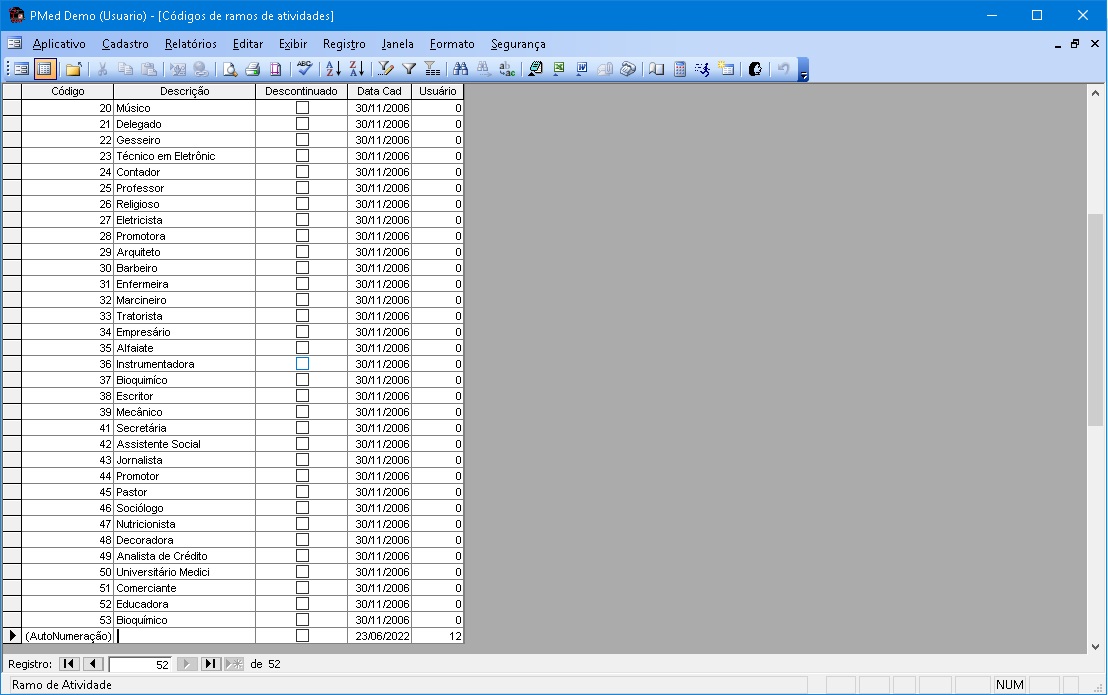 PMed Demo (Usuario) - [Códigos de ramos de atividades]
Aplicativo Cadastro Relatórios Editar Exibir Registro Janela Formato Segurança
Código Descrição Descontinuado Data Cad Usuário
20 Músico 30/11/2006 0
21 Delegado 30/11/2006 0
22 Gesseiro 30/11/2006 0
23 Técnico em Eletrônic 30/11/2006 0
24 Contador 30/11/2006 0
25 Professor 30/11/2006 0
26 Religioso 30/11/2006 0
27 Eletricista 30/11/2006 0
28 Promotora 30/11/2006 0
29 Arquiteto 30/11/2006 0
30 Barbeiro 30/11/2006 0
31 Enfermeira 30/11/2006 0
32 Marcineiro 30/11/2006 0
33 Tratorista 30/11/2006 0
34 Empresário 30/11/2006 0
35 Alfaiate 30/11/2006 0
36 Instrumentadora 30/11/2006 0
37 Bioquimíco 30/11/2006 0
38 Escritor 30/11/2006 0
39 Mecânico 30/11/2006 0
41 Secretária 30/11/2006 0
42 Assistente Social 30/11/2006 0
43 Jornalista 30/11/2006 0
44 Promotor 30/11/2006 0
45 Pastor 30/11/2006 0
46 Sociólogo 30/11/2006 0
47 Nutricionista 30/11/2006 0
48 Decoradora 30/11/2006 0
49 Analista de Crédito 30/11/2006 0
50 Universitário Medici 30/11/2006 0
51 Comerciante 30/11/2006 0
52 Educadora 30/11/2006 0
53 Bioquímico 30/11/2006 0
(AutoNumeração) 23/06/2022 12
Registro: 52 de 52
Ramo de Atividade NUM